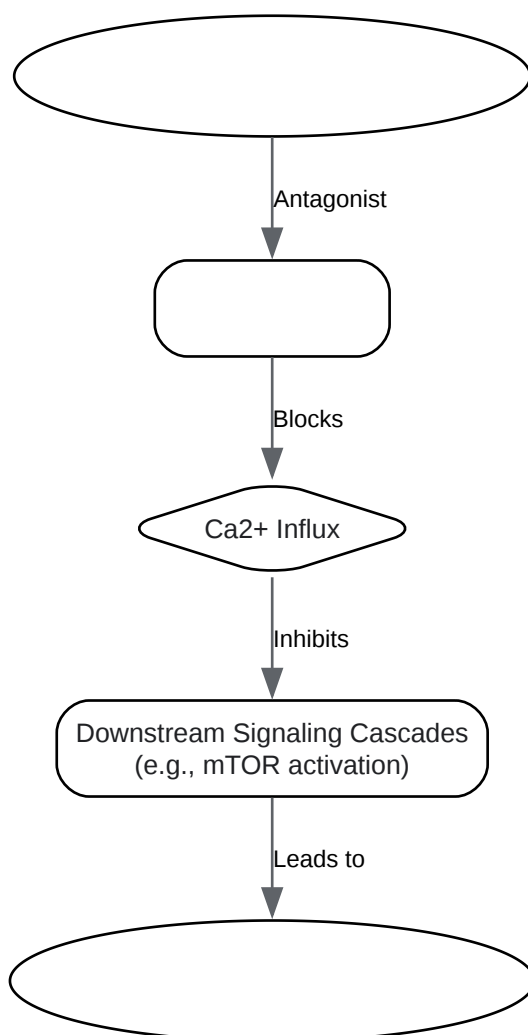 Antagonist
Blocks
Ca2+ Influx
Inhibits
Downstream Signaling Cascades
(e.g., mTOR activation)
Leads to